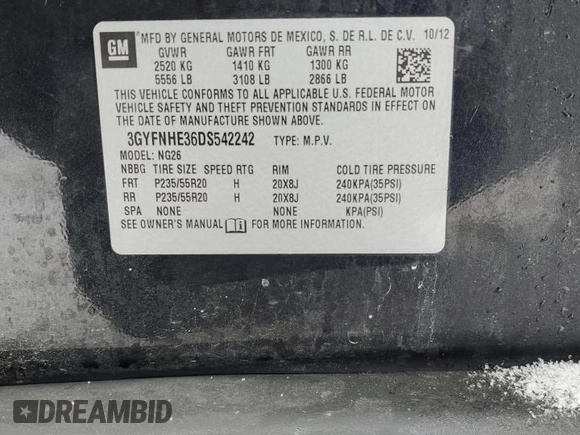 GM MFD BY GENERAL MOTORS DE MEXICO, S. DE R.L. DE C.V. 10/12
GVWR GAWR FRT GAWR RR
2520 KG 1410 KG 1300 KG
5556 LB 3108 LB 2866 LB
THIS VEHICLE CONFORMS TO ALL APPLICABLE U.S. FEDERAL MOTOR
VEHICLE SAFETY AND THEFT PREVENTION STANDARDS IN EFFECT ON
THE DATE OF MANUFACTURE SHOWN ABOVE.
3GYFNHE36DS542242 TYPE: M.P.V.
MODEL: NG26
NBBG TIRE SIZE SPEED RTG RIM COLD TIRE PRESSURE
FRT P235/55R20 H 20X8J 240KPA(35PSI)
RR P235/55R20 H 20X8J 240KPA(35PSI)
SPA NONE NONE KPA(PSI)
SEE OWNER'S MANUAL FOR MORE INFORMATION.
DREAMBID